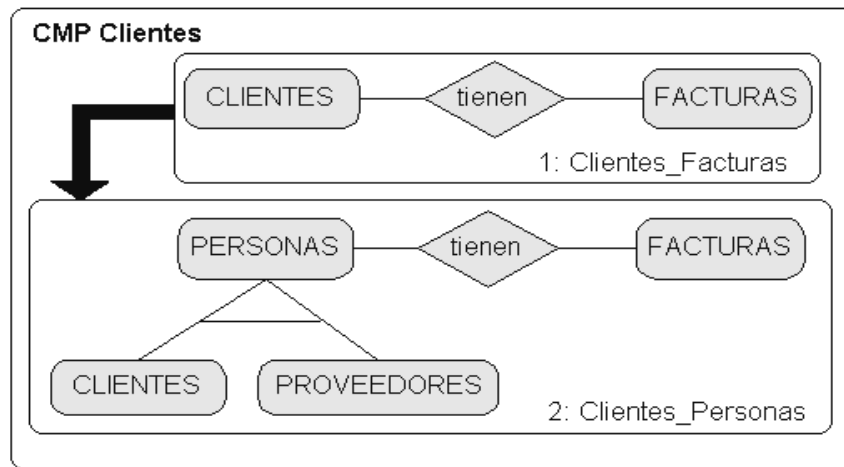 CMP Clientes
CLIENTES tienen FACTURAS
1: Clientes_Facturas
PERSONAS tienen FACTURAS
CLIENTES PROVEEDORES
2: Clientes_Personas